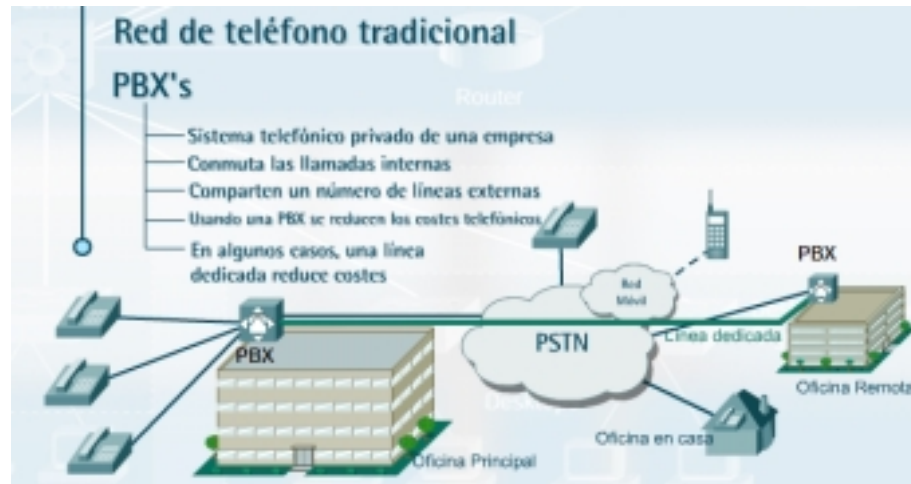 Red de teléfono tradicional
PBX's
Router
Sistema telefónico privado de una empresa
Conmuta las llamadas internas
Comparten un número de líneas externas
Usando una PBX se reducen los costes telefónicos
En algunos casos, una línea
dedicada reduce costes
PBX
Red
Móvil
PBX
PSTN
Línea dedicada
Oficina Remota
Oficina en casa
Oficina Principal